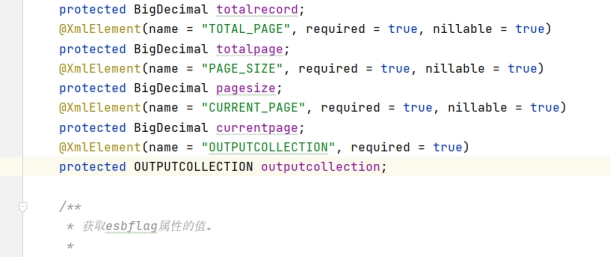 protected BigDecimal totalrecord;
@XmlElement(name = "TOTAL_PAGE", required = true, nillable = true)
protected BigDecimal totalpage;
@XmlElement(name = "PAGE_SIZE", required = true, nillable = true)
protected BigDecimal pagesize;
@XmlElement(name = "CURRENT_PAGE", required = true, nillable = true)
protected BigDecimal currentpage;
@XmlElement(name = "OUTPUTCOLLECTION", required = true)
protected OUTPUTCOLLECTION outputcollection;
/**
* 获取esbflag属性的值.
*